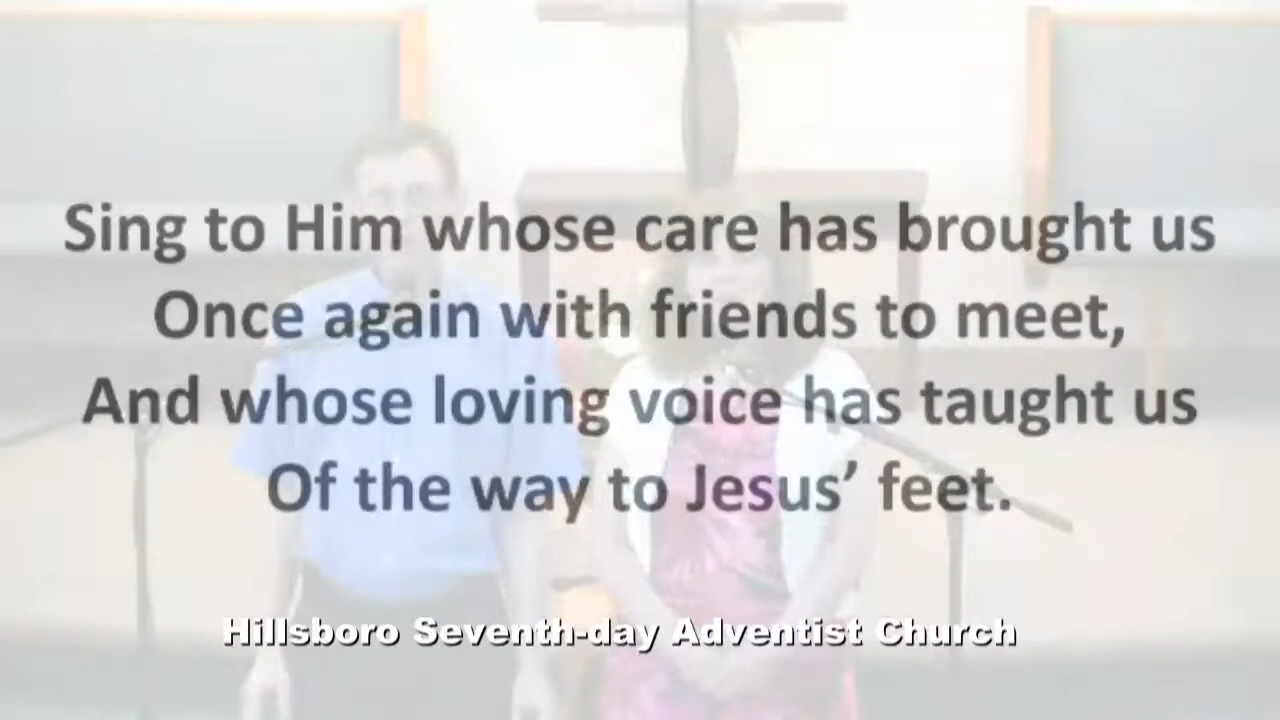 Sing to Him whose care has brought us
Once again with friends to meet,
And whose loving voice has taught us
Of the way to Jesus’ feet.
Hillsboro Seventh-day Adventist Church